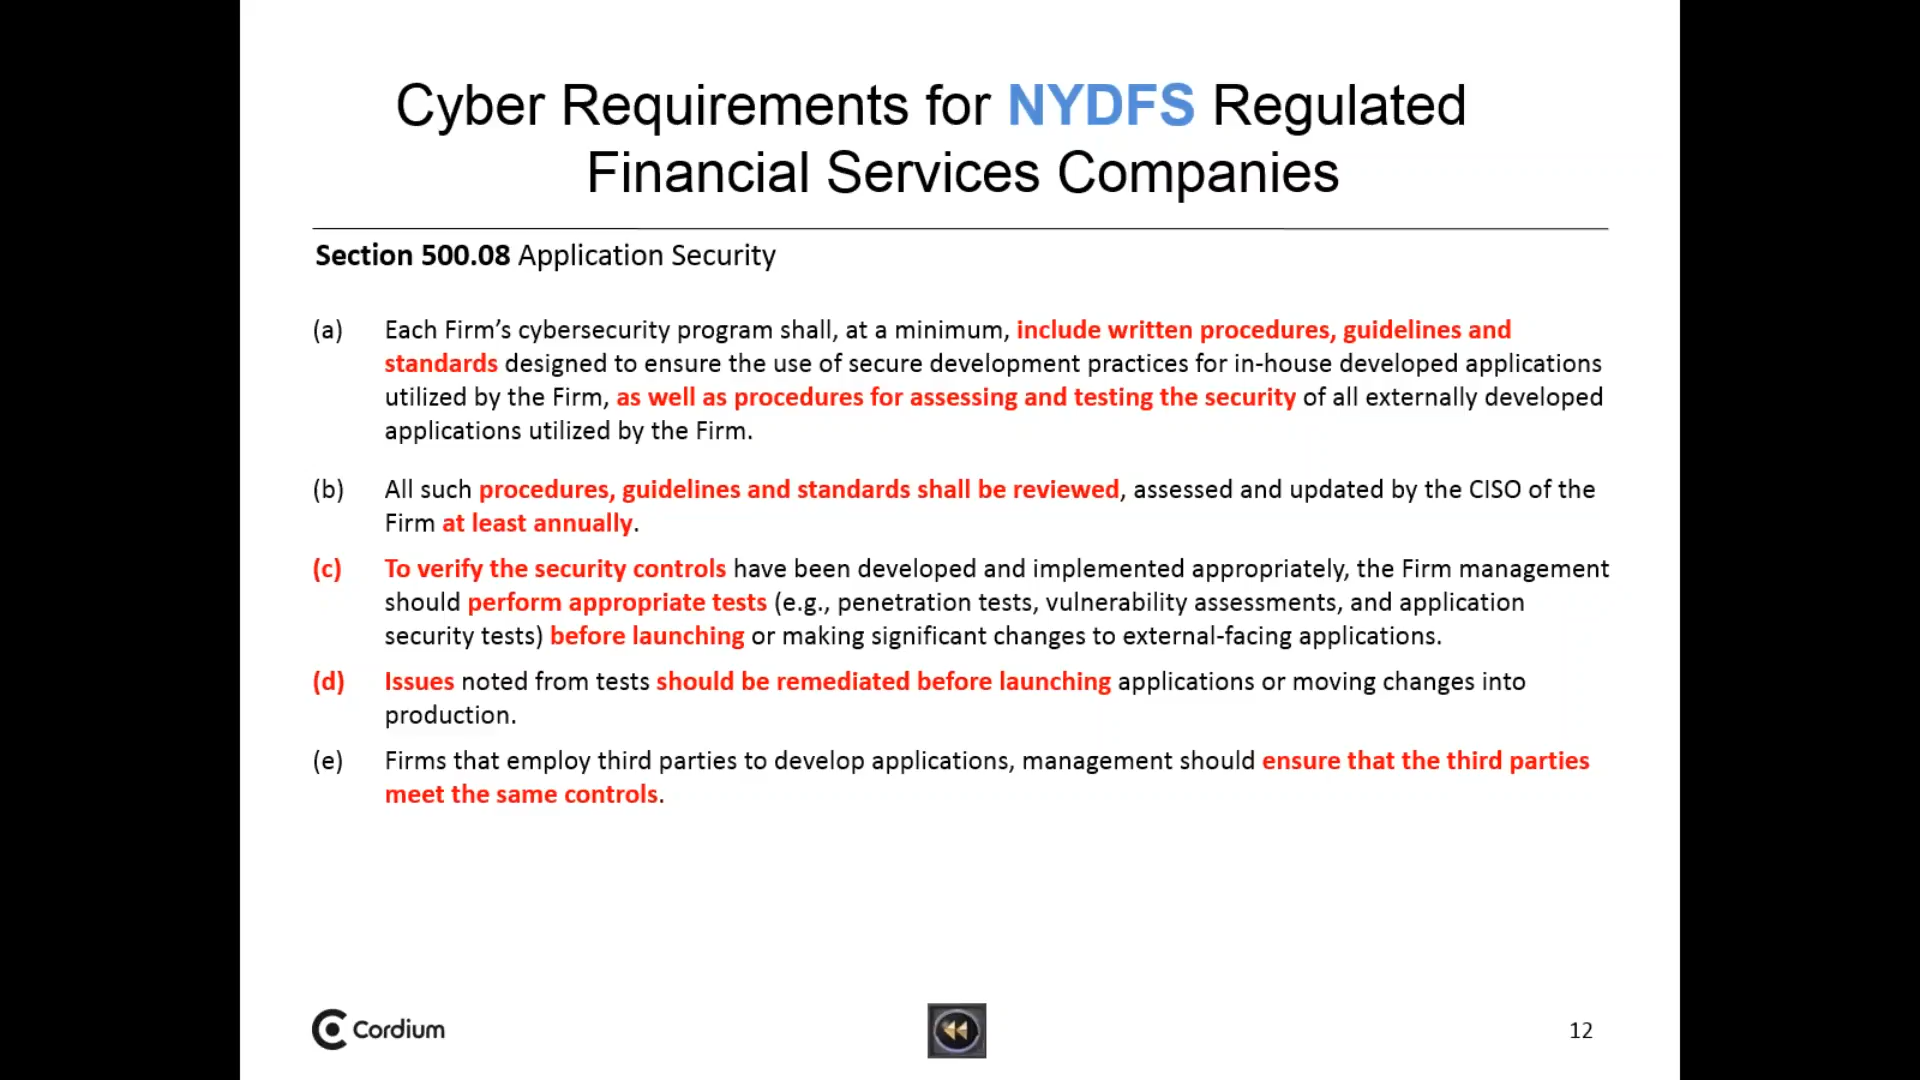 Cyber Requirements for NYDFS Regulated
Financial Services Companies
Section 500.08 Application Security
(a) Each Firm’s cybersecurity program shall, at a minimum, include written procedures, guidelines and
standards designed to ensure the use of secure development practices for in-house developed applications
utilized by the Firm, as well as procedures for assessing and testing the security of all externally developed
applications utilized by the Firm.
(b) All such procedures, guidelines and standards shall be reviewed, assessed and updated by the CISO of the
Firm at least annually.
(c) To verify the security controls have been developed and implemented appropriately, the Firm management
should perform appropriate tests (e.g., penetration tests, vulnerability assessments, and application
security tests) before launching or making significant changes to external-facing applications.
(d) Issues noted from tests should be remediated before launching applications or moving changes into
production.
(e) Firms that employ third parties to develop applications, management should ensure that the third parties
meet the same controls.
Cordium
12